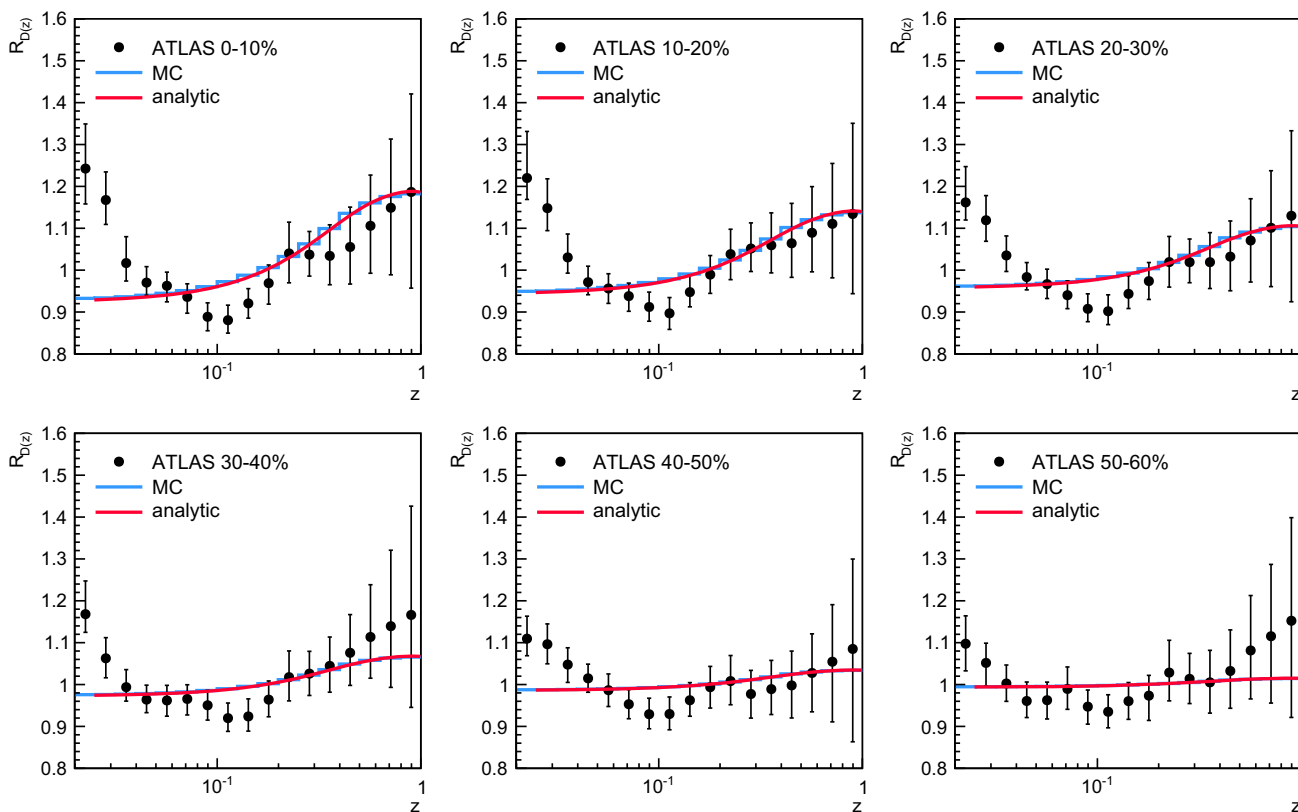 R_D(z)
1.6
1.5
1.4
1.3
1.2
1.1
1
0.9
0.8
ATLAS 0-10%
MC
analytic
10⁻¹
1
z
R_D(z)
1.6
1.5
1.4
1.3
1.2
1.1
1
0.9
0.8
ATLAS 10-20%
MC
analytic
10⁻¹
1
z
R_D(z)
1.6
1.5
1.4
1.3
1.2
1.1
1
0.9
0.8
ATLAS 20-30%
MC
analytic
10⁻¹
z
R_D(z)
1.6
1.5
1.4
1.3
1.2
1.1
1
0.9
0.8
ATLAS 30-40%
MC
analytic
10⁻¹
1
z
R_D(z)
1.6
1.5
1.4
1.3
1.2
1.1
1
0.9
0.8
ATLAS 40-50%
MC
analytic
10⁻¹
1
z
R_D(z)
1.6
1.5
1.4
1.3
1.2
1.1
1
0.9
0.8
ATLAS 50-60%
MC
analytic
10⁻¹
z